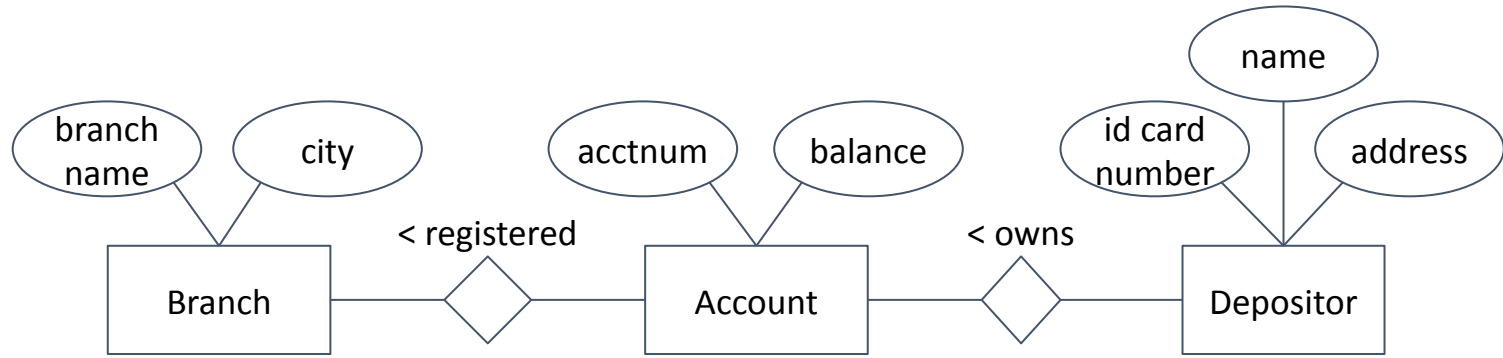 name
branch
name
city
acctnum
balance
id card
number
address
< registered
< owns
Branch
Account
Depositor